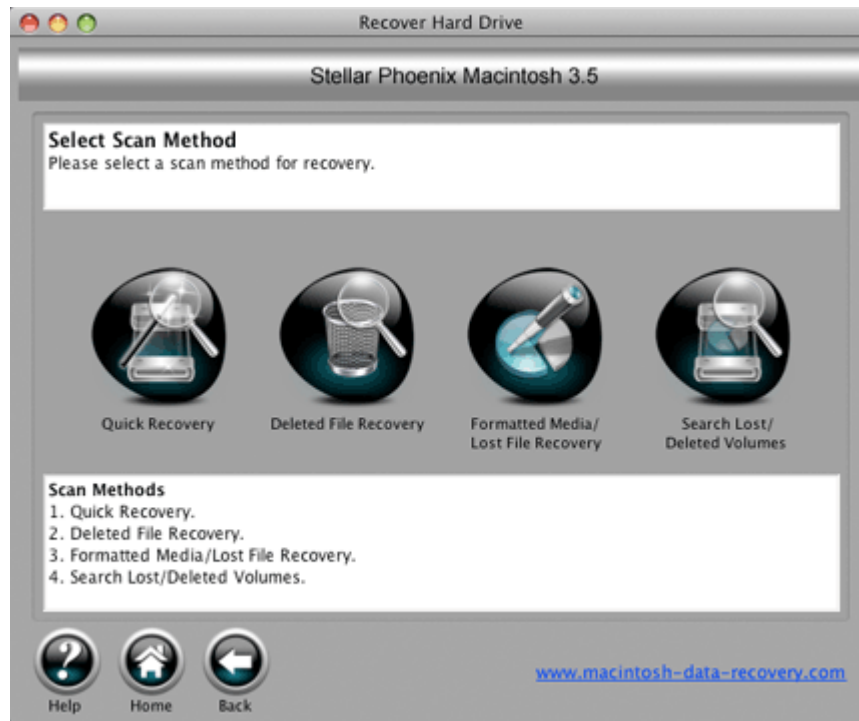 Recover Hard Drive
Stellar Phoenix Macintosh 3.5
Select Scan Method
Please select a scan method for recovery.
Quick Recovery
Deleted File Recovery
Formatted Media/
Lost File Recovery
Search Lost/
Deleted Volumes
Scan Methods
1. Quick Recovery.
2. Deleted File Recovery.
3. Formatted Media/Lost File Recovery.
4. Search Lost/Deleted Volumes.
?
Help
Home
Back
www.macintosh-data-recovery.com